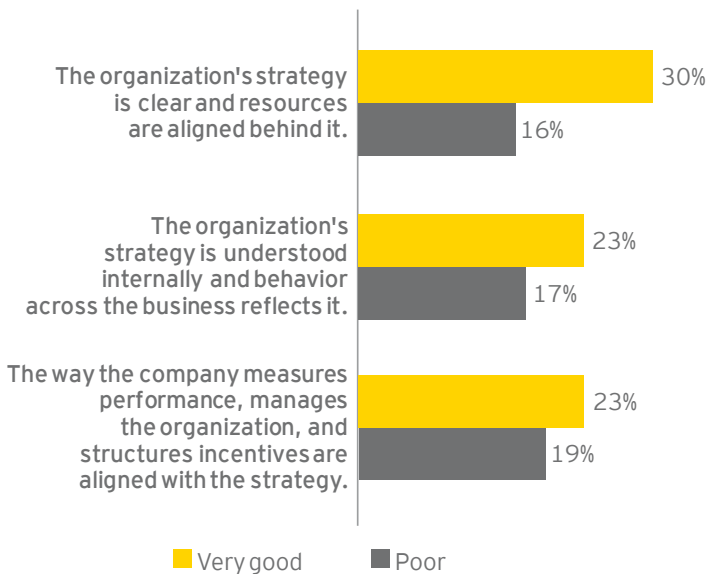 The organization's strategy
is clear and resources
are aligned behind it.
30%
16%
The organization's
strategy is understood
internally and behavior
across the business reflects it.
23%
17%
The way the company measures
performance, manages
the organization, and
structures incentives are
aligned with the strategy.
23%
19%
Very good
Poor